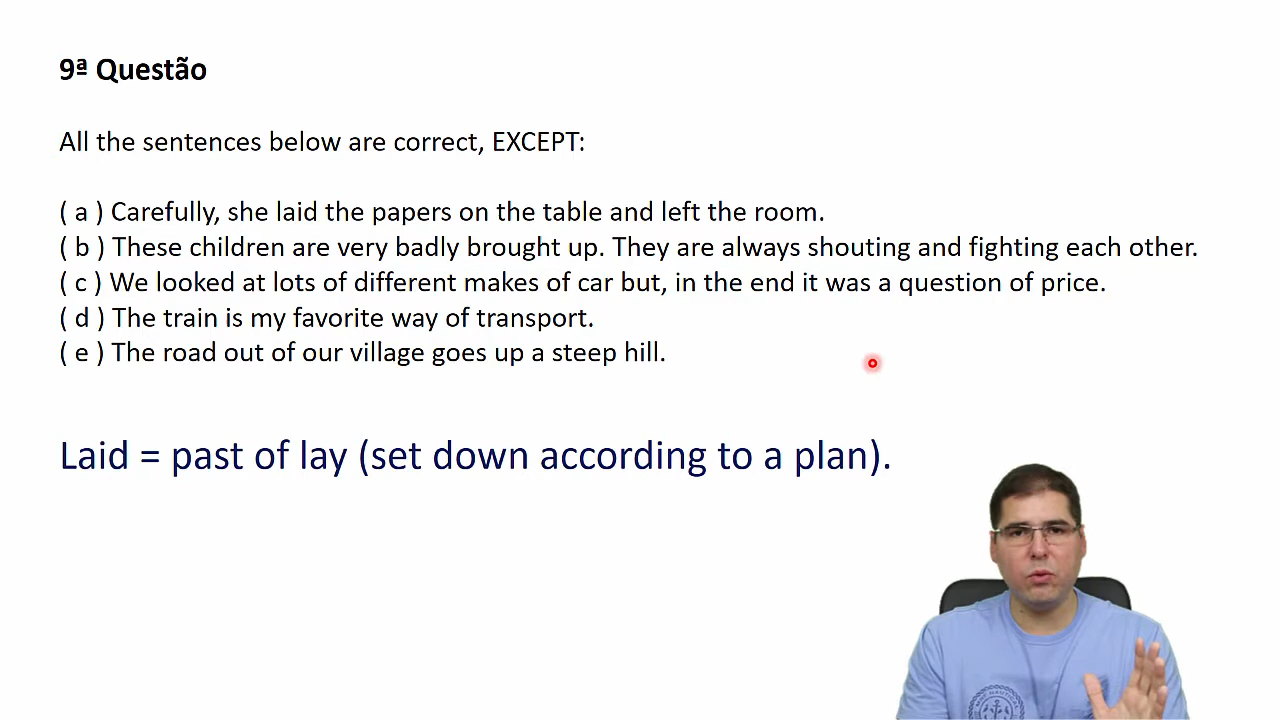 9ª Questão
All the sentences below are correct, EXCEPT:
( a ) Carefully, she laid the papers on the table and left the room.
( b ) These children are very badly brought up. They are always shouting and fighting each other.
( c ) We looked at lots of different makes of car but, in the end it was a question of price.
( d ) The train is my favorite way of transport.
( e ) The road out of our village goes up a steep hill.
Laid = past of lay (set down according to a plan).